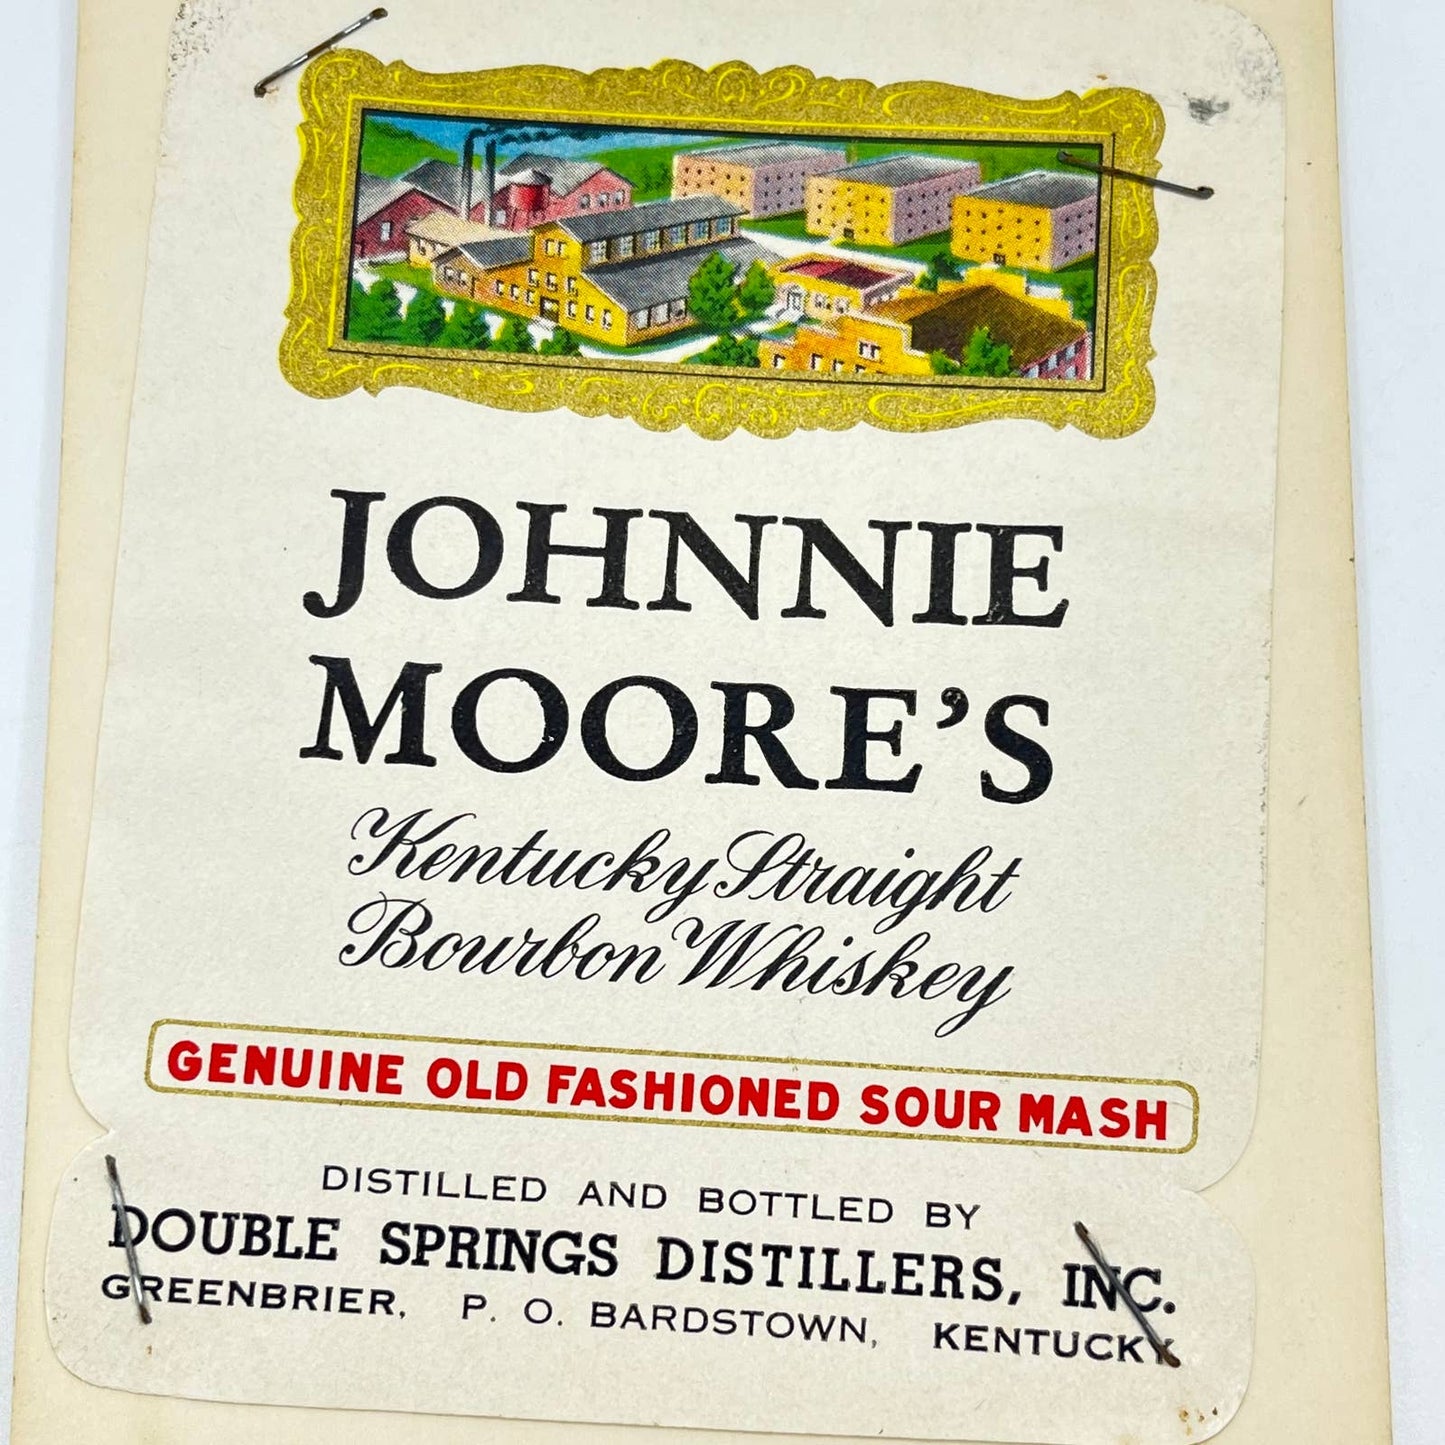 JOHNNIE
MOORE’S
Kentucky Straight
Bourbon Whiskey
GENUINE OLD FASHIONED SOUR MASH
DISTILLED AND BOTTLED BY
DOUBLE SPRINGS DISTILLERS, INC.
GREENBRIER, P. O. BARDSTOWN, KENTUCKY